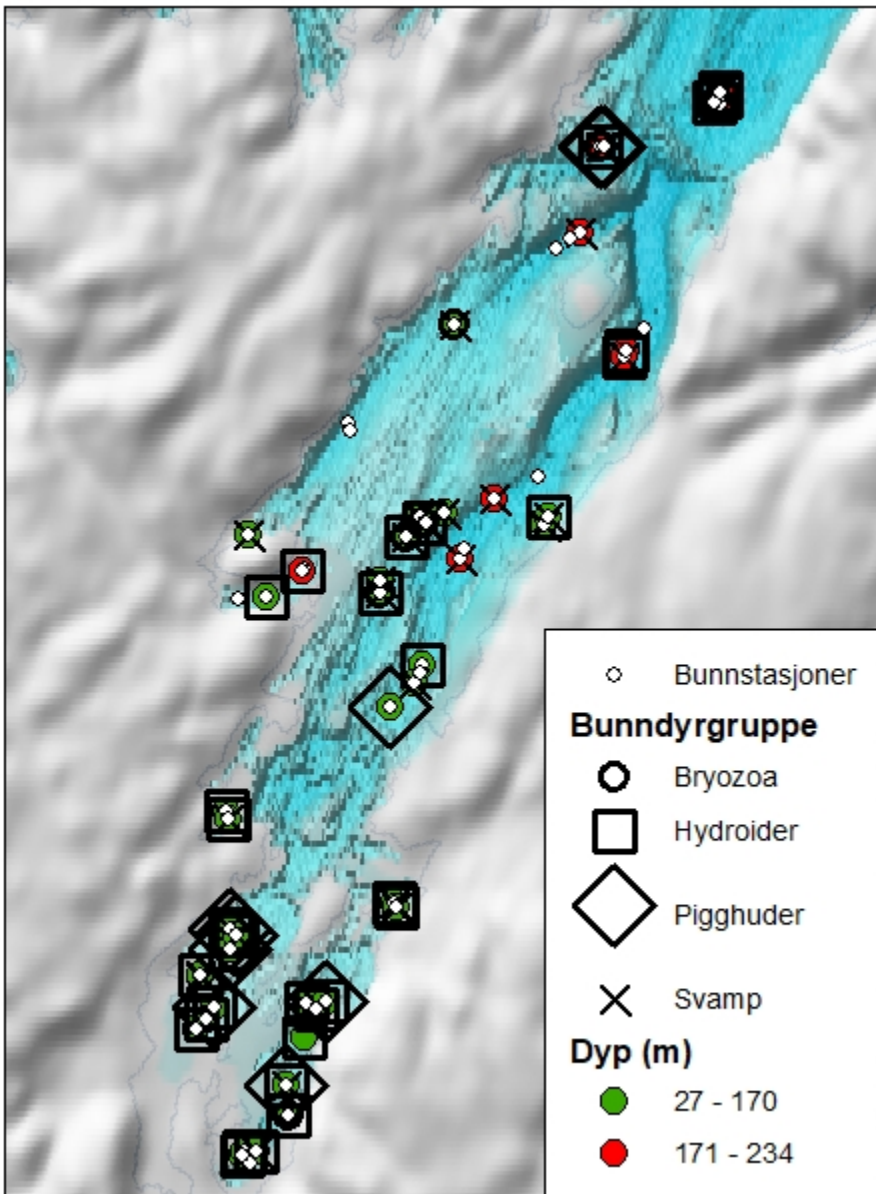 Bunnstasjoner
Bunndyrgruppe
Bryozoa
Hydroider
Pigghuder
Svamp
Dyp (m)
27 - 170
171 - 234